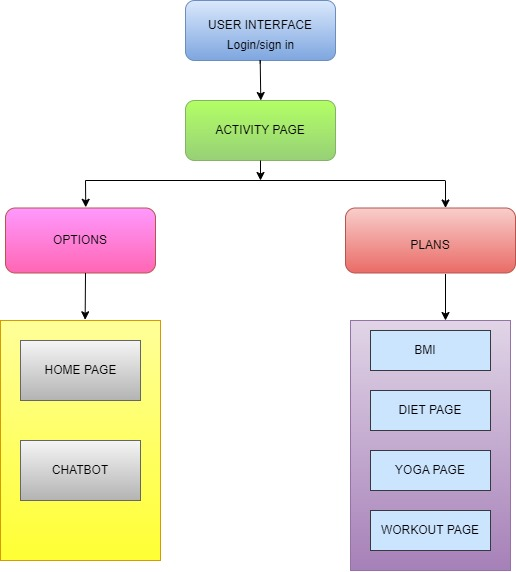 USER INTERFACE
Login/sign in
ACTIVITY PAGE
OPTIONS
PLANS
HOME PAGE
CHATBOT
BMI
DIET PAGE
YOGA PAGE
WORKOUT PAGE